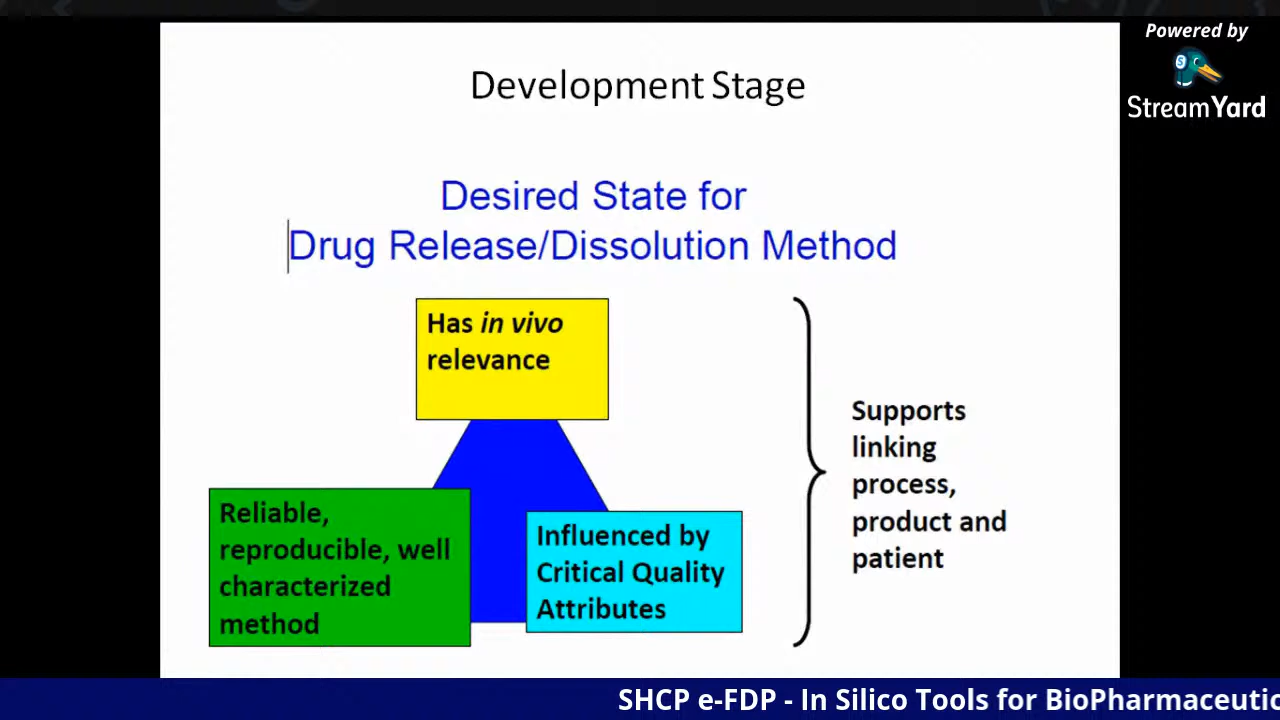 Powered by
StreamYard
Development Stage
Desired State for
Drug Release/Dissolution Method
Has in vivo
relevance
Reliable,
reproducible, well
characterized
method
Influenced by
Critical Quality
Attributes
Supports
linking
process,
product and
patient
SHCP e-FDP - In Silico Tools for BioPharmaceutic